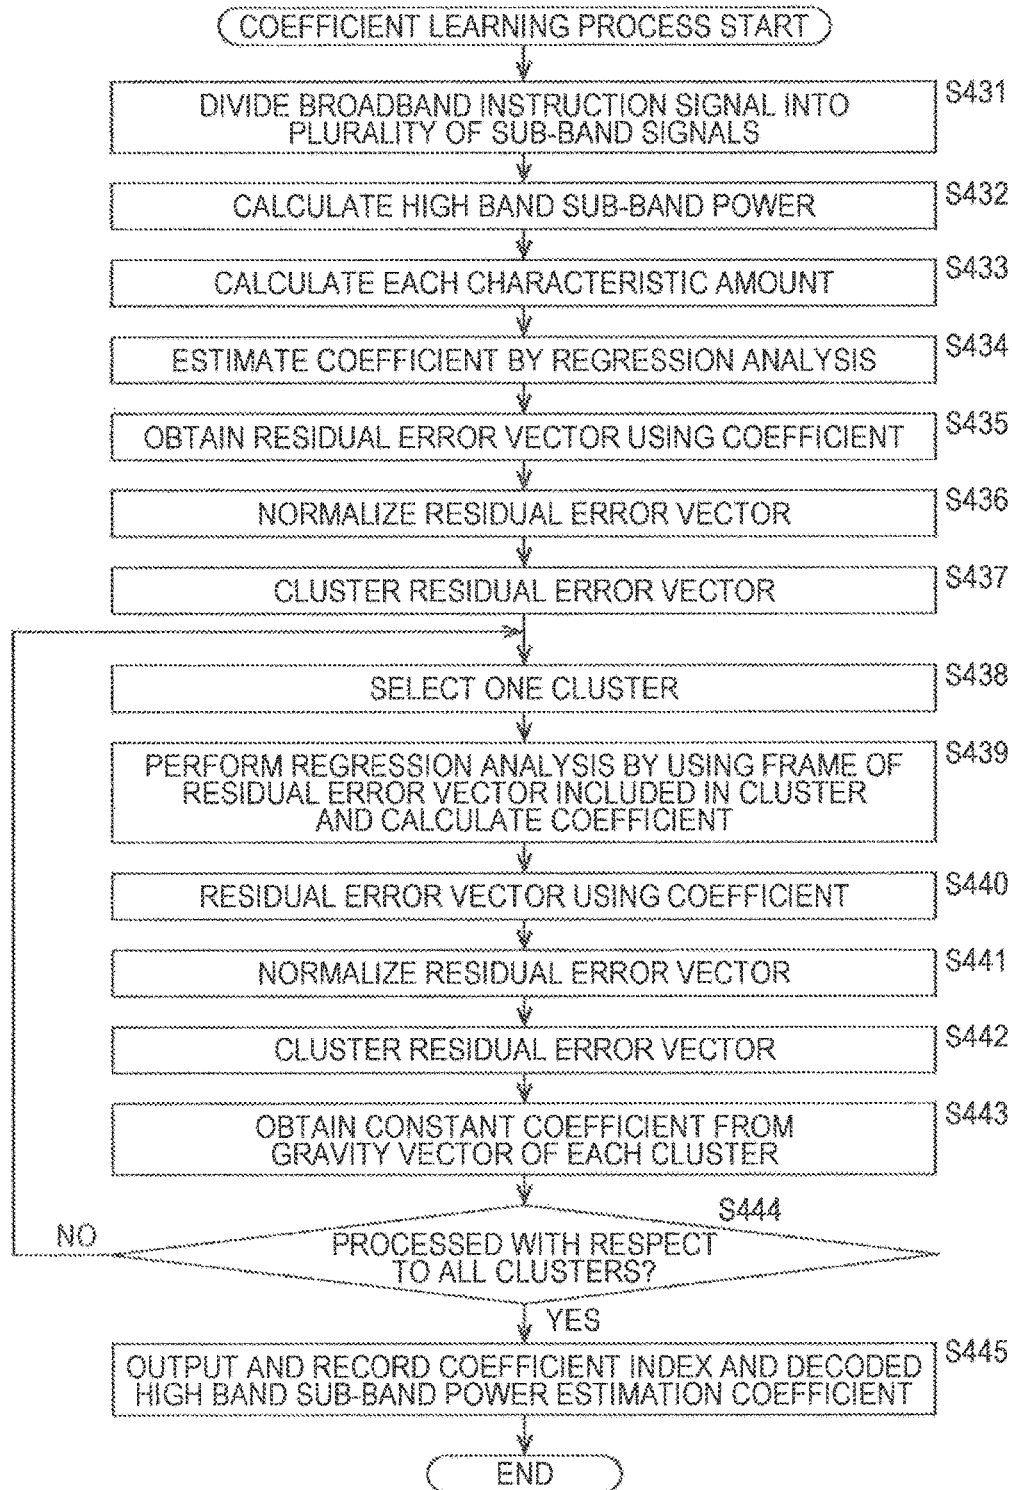 COEFFICIENT LEARNING PROCESS START
S431
DIVIDE BROADBAND INSTRUCTION SIGNAL INTO
PLURALITY OF SUB-BAND SIGNALS
S432
CALCULATE HIGH BAND SUB-BAND POWER
S433
CALCULATE EACH CHARACTERISTIC AMOUNT
S434
ESTIMATE COEFFICIENT BY REGRESSION ANALYSIS
S435
OBTAIN RESIDUAL ERROR VECTOR USING COEFFICIENT
S436
NORMALIZE RESIDUAL ERROR VECTOR
S437
CLUSTER RESIDUAL ERROR VECTOR
S438
SELECT ONE CLUSTER
S439
PERFORM REGRESSION ANALYSIS BY USING FRAME OF
RESIDUAL ERROR VECTOR INCLUDED IN CLUSTER
AND CALCULATE COEFFICIENT
S440
RESIDUAL ERROR VECTOR USING COEFFICIENT
S441
NORMALIZE RESIDUAL ERROR VECTOR
S442
CLUSTER RESIDUAL ERROR VECTOR
S443
OBTAIN CONSTANT COEFFICIENT FROM
GRAVITY VECTOR OF EACH CLUSTER
S444
NO
PROCESSED WITH RESPECT
TO ALL CLUSTERS?
YES
S445
OUTPUT AND RECORD COEFFICIENT INDEX AND DECODED
HIGH BAND SUB-BAND POWER ESTIMATION COEFFICIENT
END